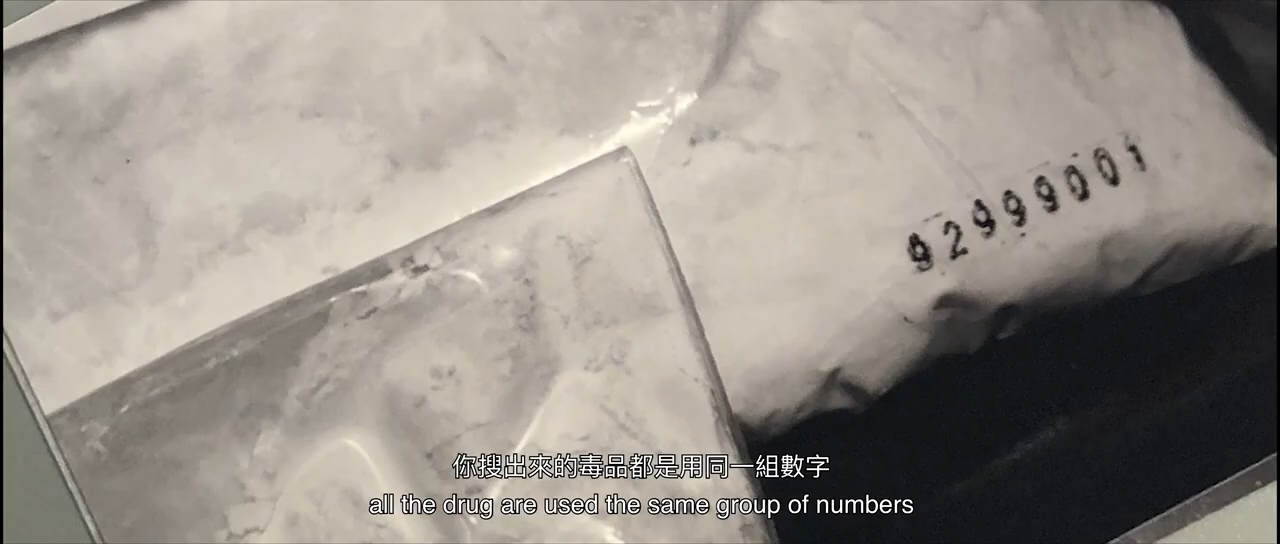 92999001
你搜出來的毒品都是用同一組數字
all the drug are used the same group of numbers